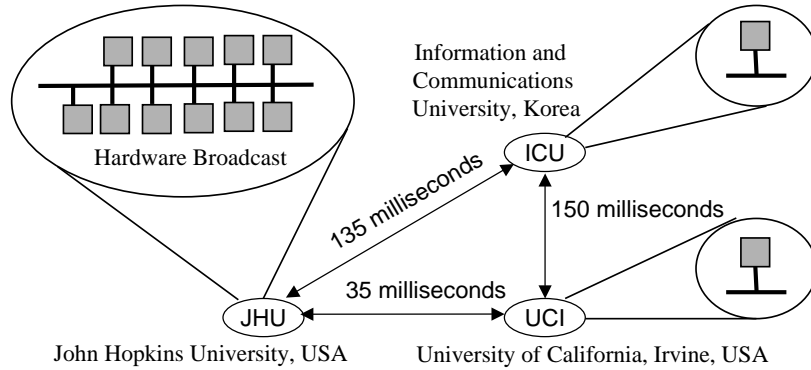 Hardware Broadcast
Information and
Communications
University, Korea
ICU
135 milliseconds
150 milliseconds
35 milliseconds
JHU
UCI
John Hopkins University, USA
University of California, Irvine, USA